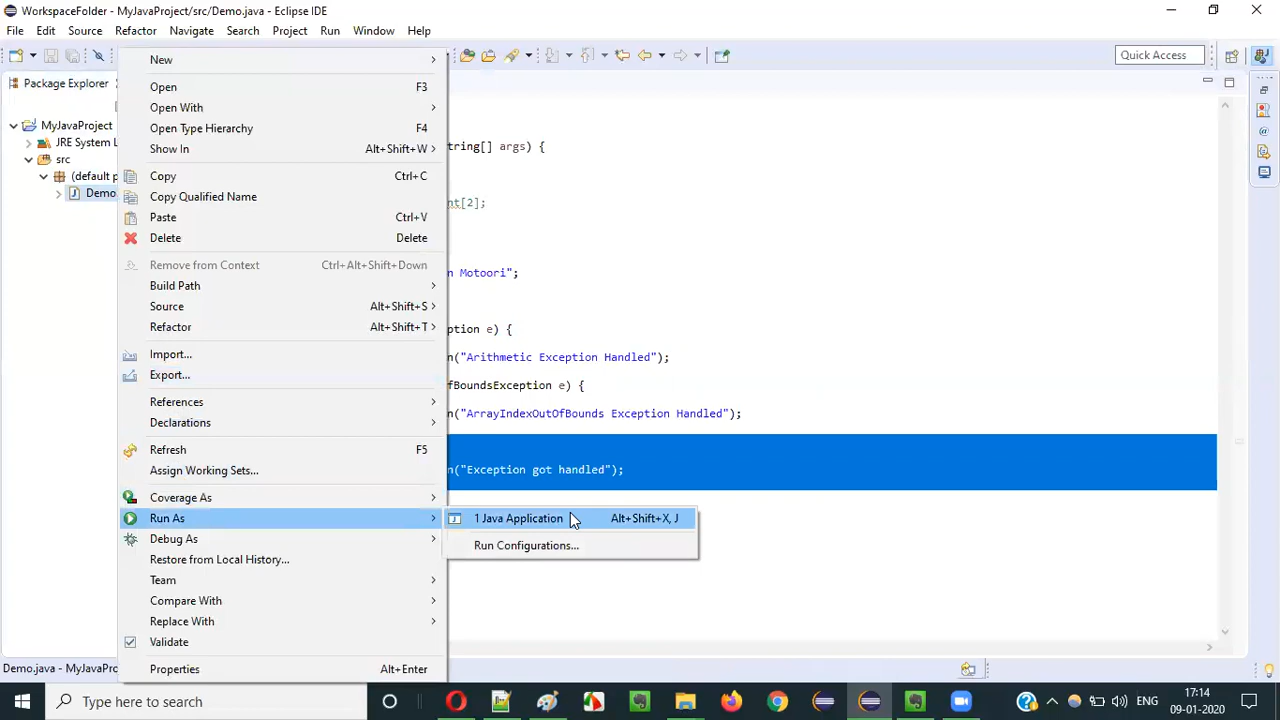 WorkspaceFolder - MyJavaProject/src/Demo.java - Eclipse IDE
File Edit Source Refactor Navigate Search Project Run Window Help
Quick Access
Package Explorer
MyJavaProject
JRE System L
src
(default p
Demo.
New
Open F3
Open With
Open Type Hierarchy F4
Show In Alt+Shift+W
Copy Ctrl+C
Copy Qualified Name
Paste Ctrl+V
Delete Delete
Remove from Context Ctrl+Alt+Shift+Down
Build Path
Source Alt+Shift+S
Refactor Alt+Shift+T
Import...
Export...
References
Declarations
Refresh F5
Assign Working Sets...
Coverage As
Run As
Debug As
Restore from Local History...
Team
Compare With
Replace With
Validate
Properties Alt+Enter
1 Java Application Alt+Shift+X, J
Run Configurations...
tring[] args) {
nt[2];
n Motoori";
ption e) {
n("Arithmetic Exception Handled");
fBoundsException e) {
n("ArrayIndexOutOfBounds Exception Handled");
n("Exception got handled");
Demo.java - MyJavaPro
Type here to search
ENG
17:14
09-01-2020